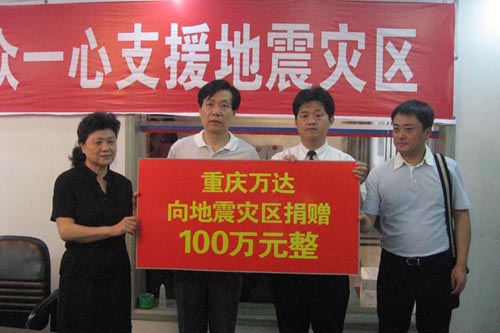 众一心支援地震灾区
重庆万达
向地震灾区捐赠
100万元整